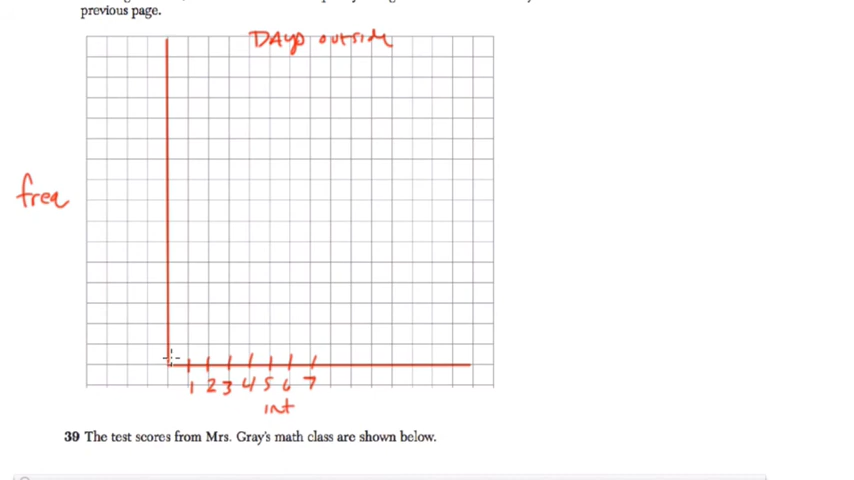 previous page.
Days outside
freq
1 2 3 4 5 6 7
int
39 The test scores from Mrs. Gray's math class are shown below.